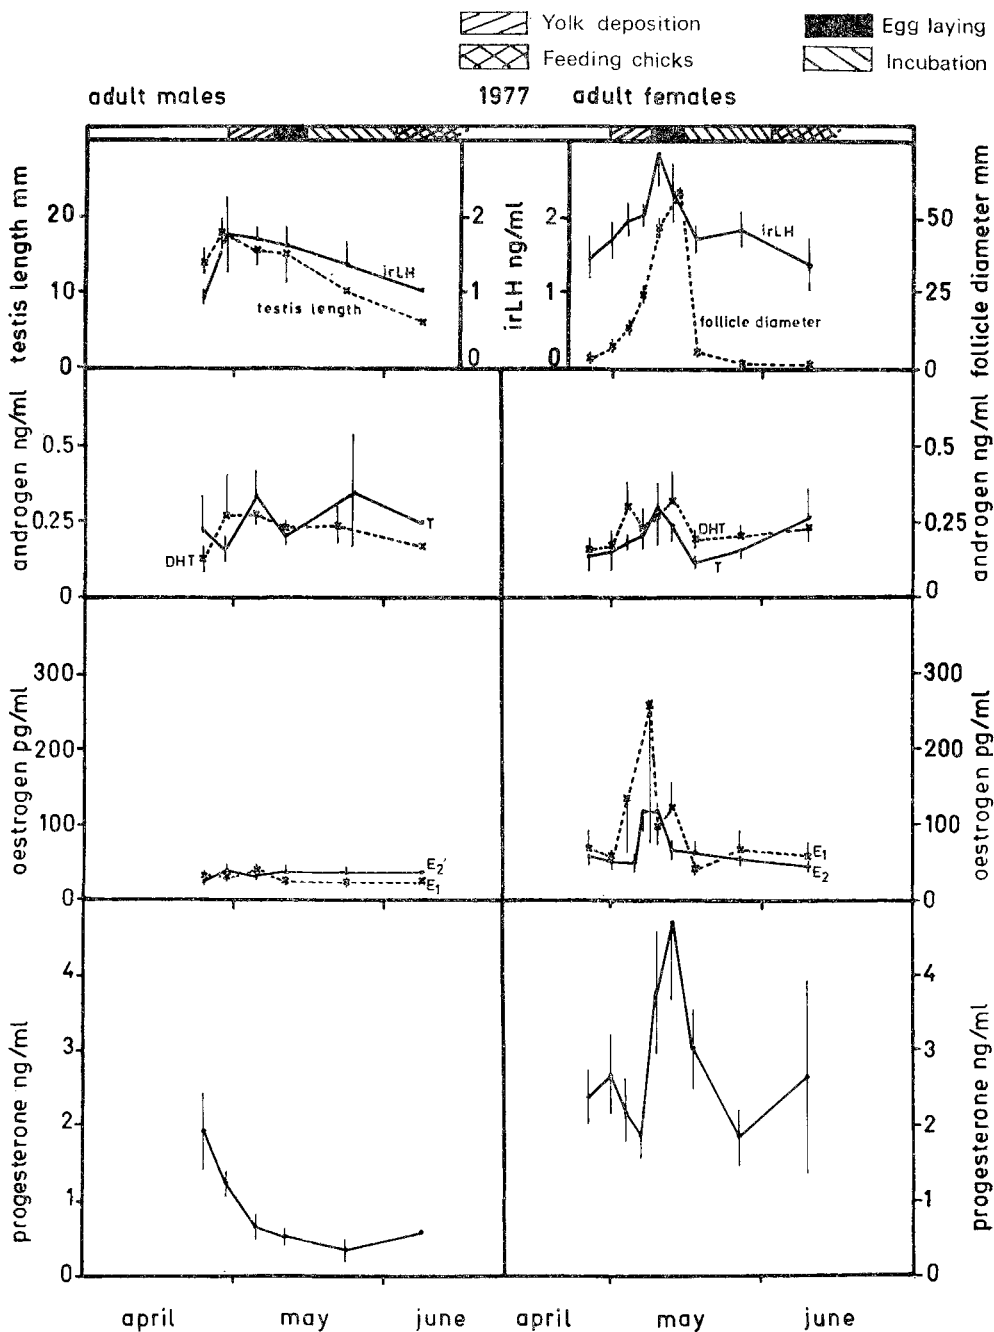 Yolk deposition Egg laying
Feeding chicks Incubation
adult males 1977 adult females
testis length mm
20
10
0
irLH
testis length
2
1
0
irLH ng/ml
2
1
0
irLH
follicle diameter
50
25
0
follicle diameter mm
androgen ng/ml
0.5
0.25
0
DHT
T
DHT
T
0.5
0.25
0
androgen ng/ml
oestrogen pg/ml
300
200
100
0
E2
E1
E1
E2
300
200
100
0
oestrogen pg/ml
progesterone ng/ml
4
3
2
1
0
4
3
2
1
0
progesterone ng/ml
april may june april may june